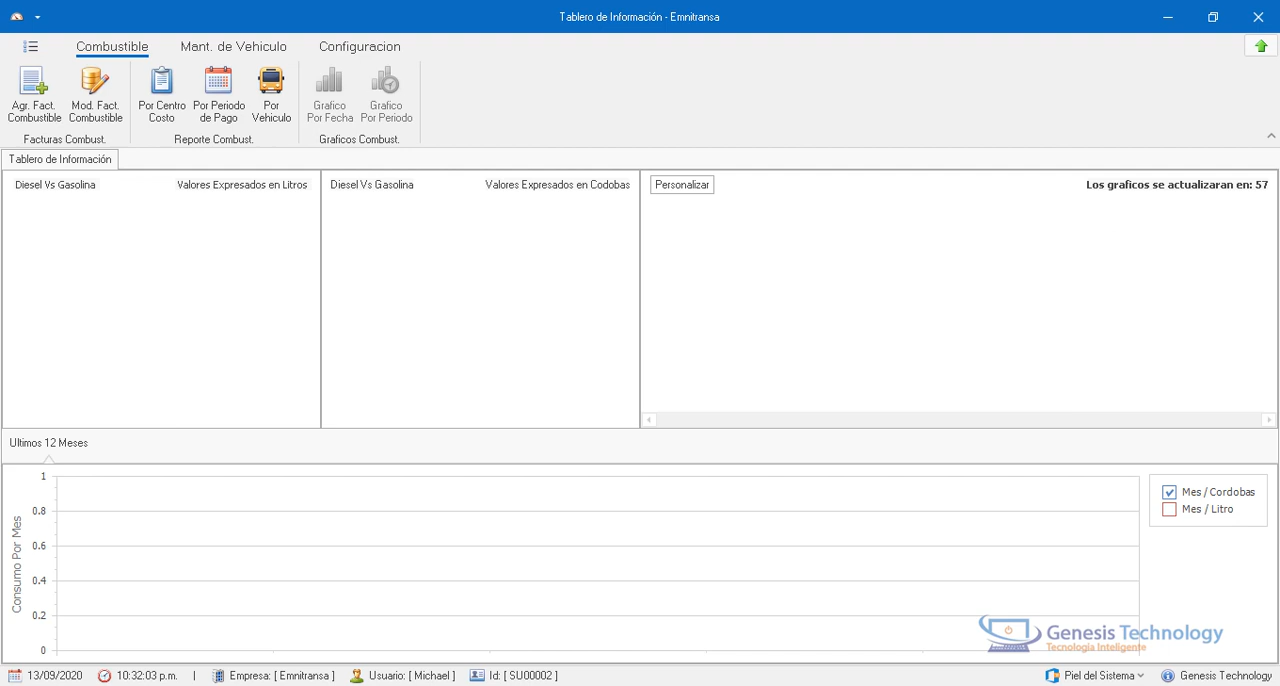 Tablero de Información - Emnitransa
Combustible Mant. de Vehiculo Configuracion
Agr. Fact. Combustible
Mod. Fact. Combustible
Por Centro Costo
Por Periodo de Pago
Por Vehiculo
Grafico Por Fecha
Grafico Por Periodo
Facturas Combust. Reporte Combust. Graficos Combust.
Tablero de Información
Diesel Vs Gasolina Valores Expresados en Litros
Diesel Vs Gasolina Valores Expresados en Codobas
Personalizar Los graficos se actualizaran en: 57
Ultimos 12 Meses
Consumo Por Mes
1
0.8
0.6
0.4
0.2
0
Mes / Cordobas
Mes / Litro
Genesis Technology
Tecnología Inteligente
13/09/2020 10:32:03 p.m. | Empresa: [ Emnitransa ] Usuario: [ Michael ] Id: [ SU00002 ] Piel del Sistema Genesis Technology